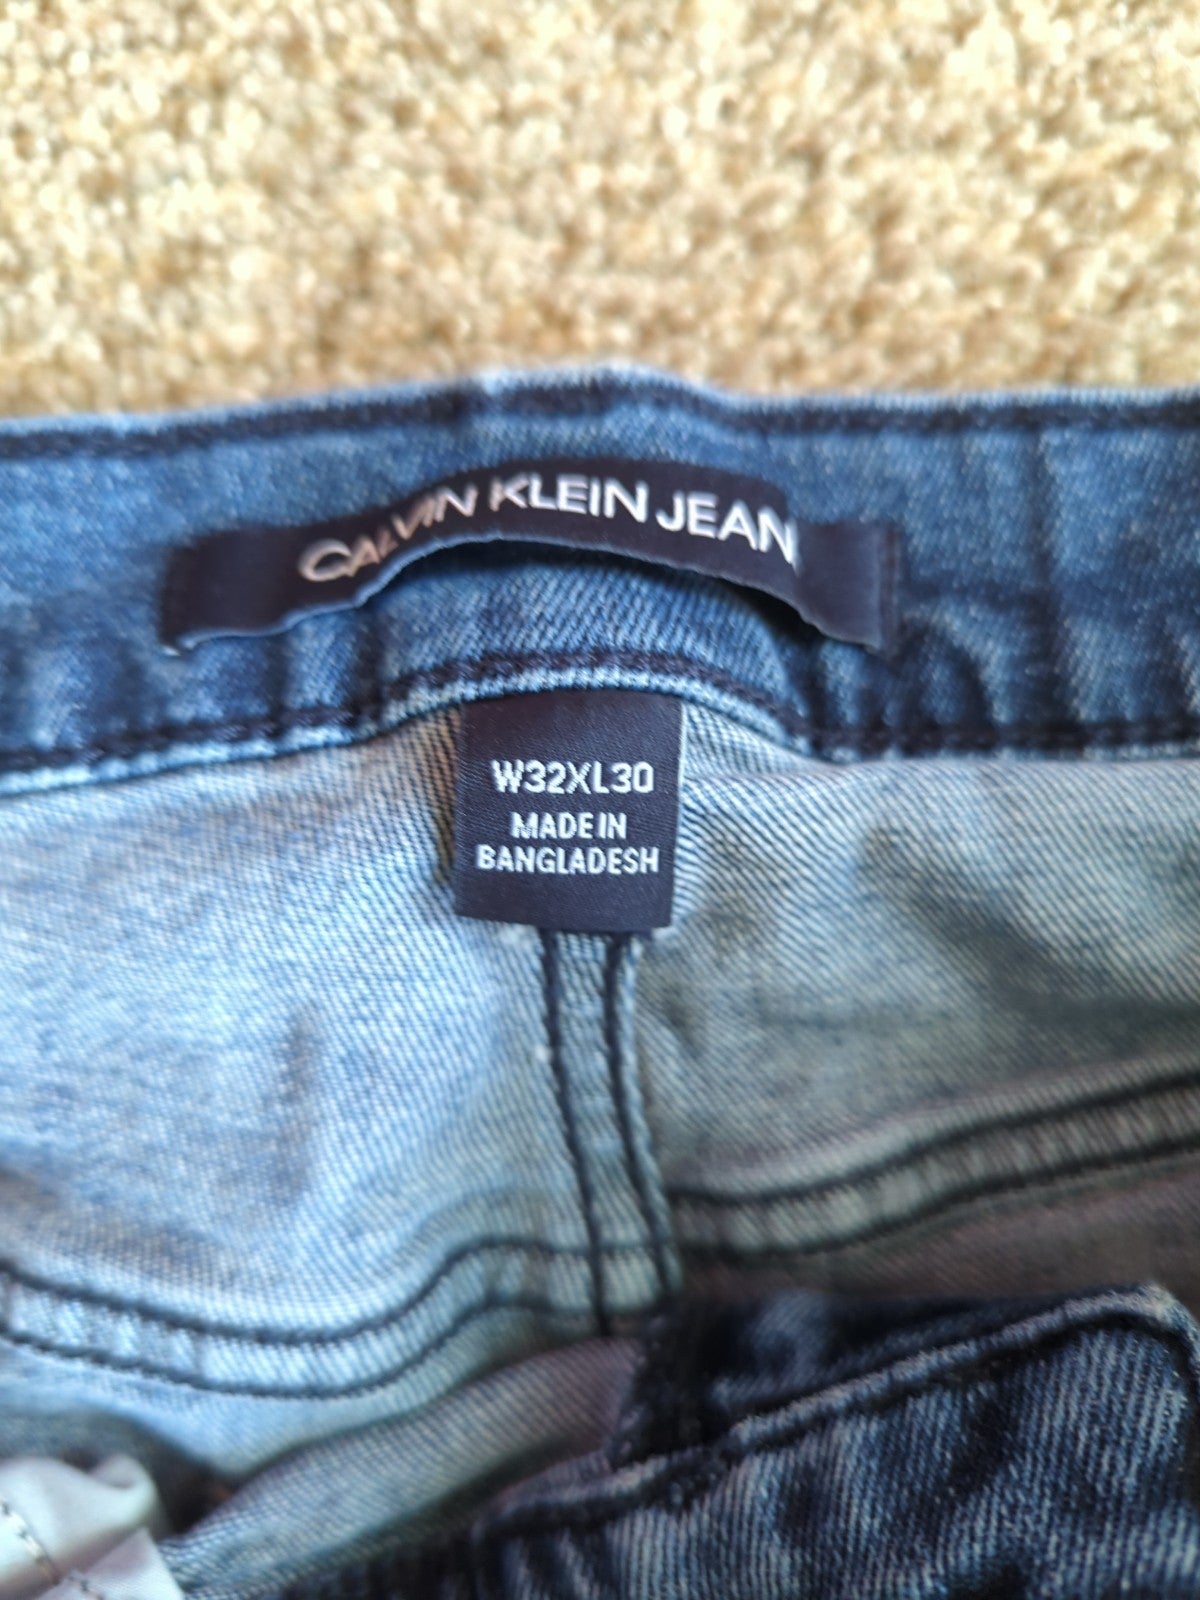 CALVIN KLEIN JEAN
W32XL30
MADE IN
BANGLADESH